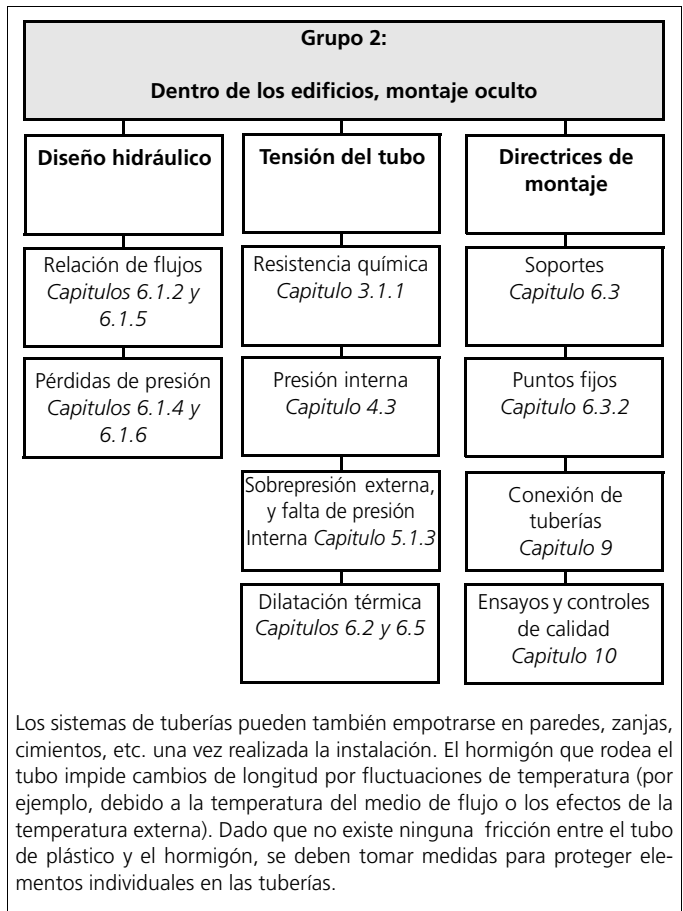 Grupo 2:
Dentro de los edificios, montaje oculto
Diseño hidráulico
Relación de flujos
Capitulos 6.1.2 y
6.1.5
Pérdidas de presión
Capitulos 6.1.4 y
6.1.6
Tensión del tubo
Resistencia química
Capitulo 3.1.1
Presión interna
Capitulo 4.3
Sobrepresión externa,
y falta de presión
Interna Capitulo 5.1.3
Dilatación térmica
Capitulos 6.2 y 6.5
Directrices de
montaje
Soportes
Capitulo 6.3
Puntos fijos
Capitulo 6.3.2
Conexión de
tuberías
Capitulo 9
Ensayos y controles
de calidad
Capitulo 10
Los sistemas de tuberías pueden también empotrarse en paredes, zanjas,
cimientos, etc. una vez realizada la instalación. El hormigón que rodea el
tubo impide cambios de longitud por fluctuaciones de temperatura (por
ejemplo, debido a la temperatura del medio de flujo o los efectos de la
temperatura externa). Dado que no existe ninguna fricción entre el tubo
de plástico y el hormigón, se deben tomar medidas para proteger ele-
mentos individuales en las tuberías.